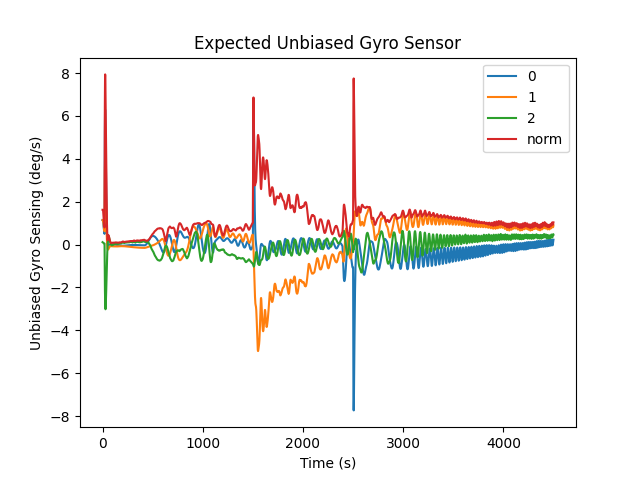 Expected Unbiased Gyro Sensor
Unbiased Gyro Sensing (deg/s)
8
6
4
2
0
−2
−4
−6
−8
0
1
2
norm
0 1000 2000 3000 4000
Time (s)